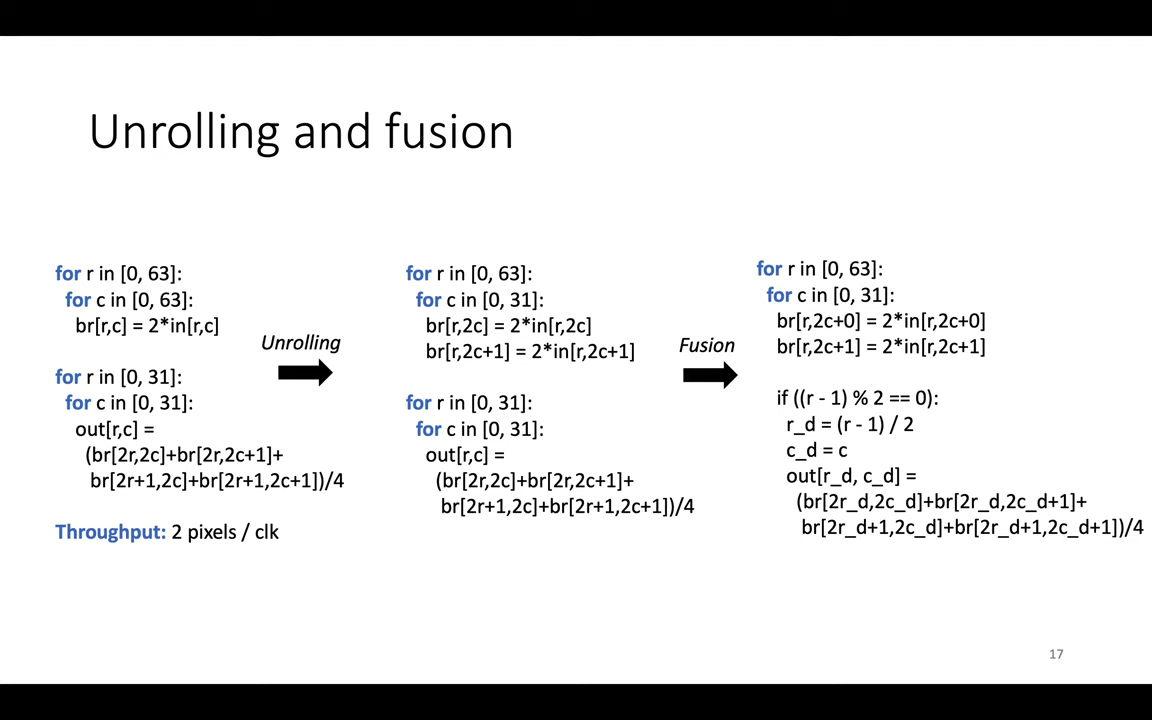 Unrolling and fusion
for r in [0, 63]:
for c in [0, 63]:
br[r,c] = 2*in[r,c]
for r in [0, 31]:
for c in [0, 31]:
out[r,c] =
(br[2r,2c]+br[2r,2c+1]+
br[2r+1,2c]+br[2r+1,2c+1])/4
Throughput: 2 pixels / clk
Unrolling
for r in [0, 63]:
for c in [0, 31]:
br[r,2c] = 2*in[r,2c]
br[r,2c+1] = 2*in[r,2c+1]
for r in [0, 31]:
for c in [0, 31]:
out[r,c] =
(br[2r,2c]+br[2r,2c+1]+
br[2r+1,2c]+br[2r+1,2c+1])/4
Fusion
for r in [0, 63]:
for c in [0, 31]:
br[r,2c+0] = 2*in[r,2c+0]
br[r,2c+1] = 2*in[r,2c+1]
if ((r - 1) % 2 == 0):
r_d = (r - 1) / 2
c_d = c
out[r_d, c_d] =
(br[2r_d,2c_d]+br[2r_d,2c_d+1]+
br[2r_d+1,2c_d]+br[2r_d+1,2c_d+1])/4
17